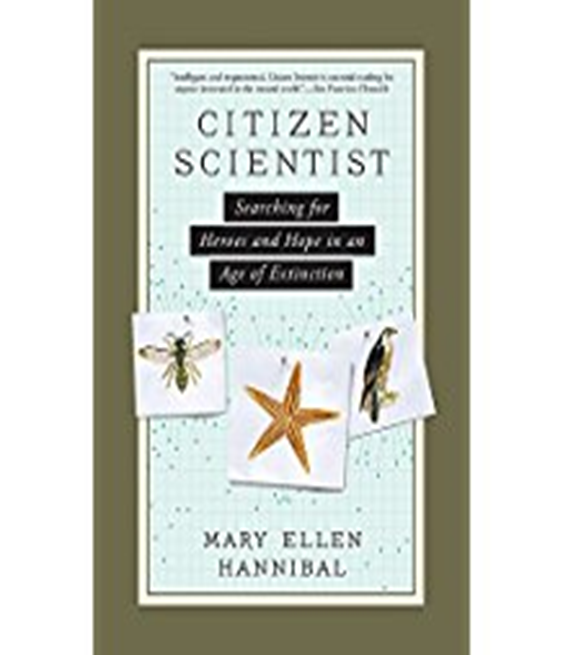 "Intelligent and impassioned, Citizen Scientist is essential reading for
anyone interested in the natural world."—San Francisco Chronicle
CITIZEN
SCIENTIST
Searching for
Heroes and Hope in an
Age of Extinction
MARY ELLEN
HANNIBAL